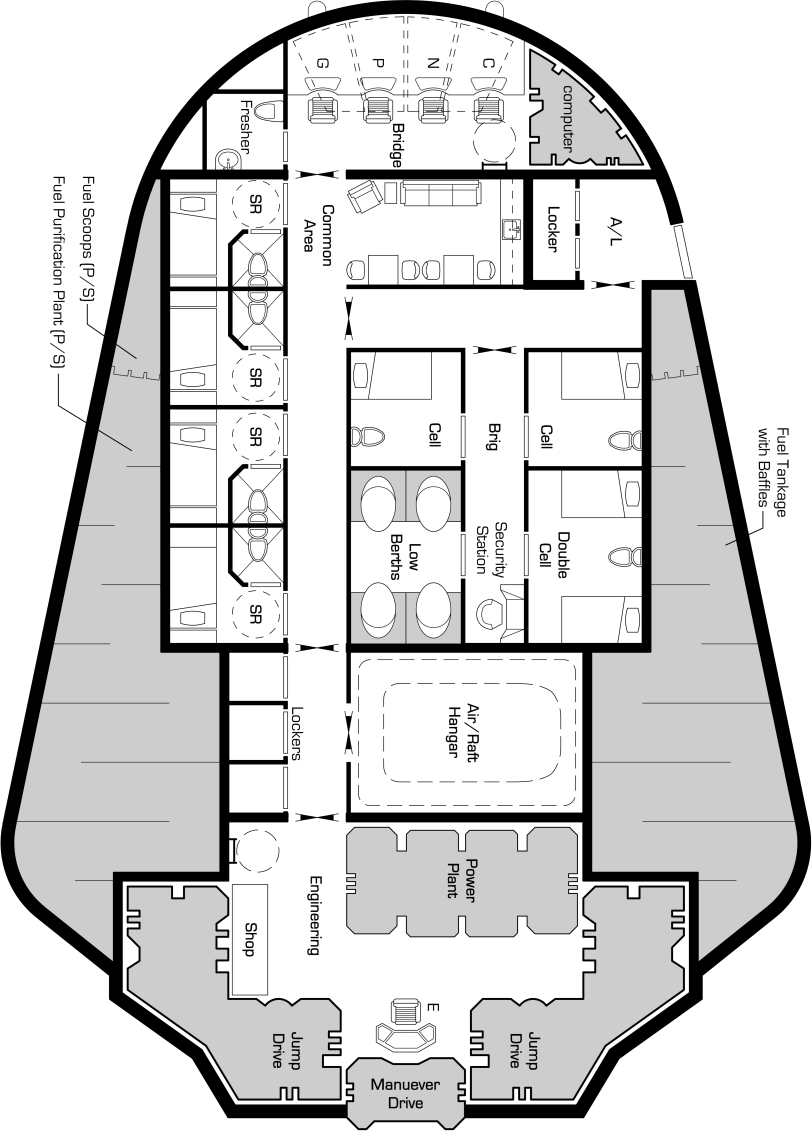 G
P
N
C
computer
Fresher
Bridge
SR
Common
Area
Locker
A/L
Fuel Scoops (P/S)
Fuel Purification Plant (P/S)
SR
SR
Cell
Brig
Cell
Fuel Tankage
with Baffles
Low
Berths
Security
Station
Double
Cell
SR
Lockers
Air/Raft
Hangar
Engineering
Power
Plant
Shop
E
Jump
Drive
Jump
Drive
Manuever
Drive